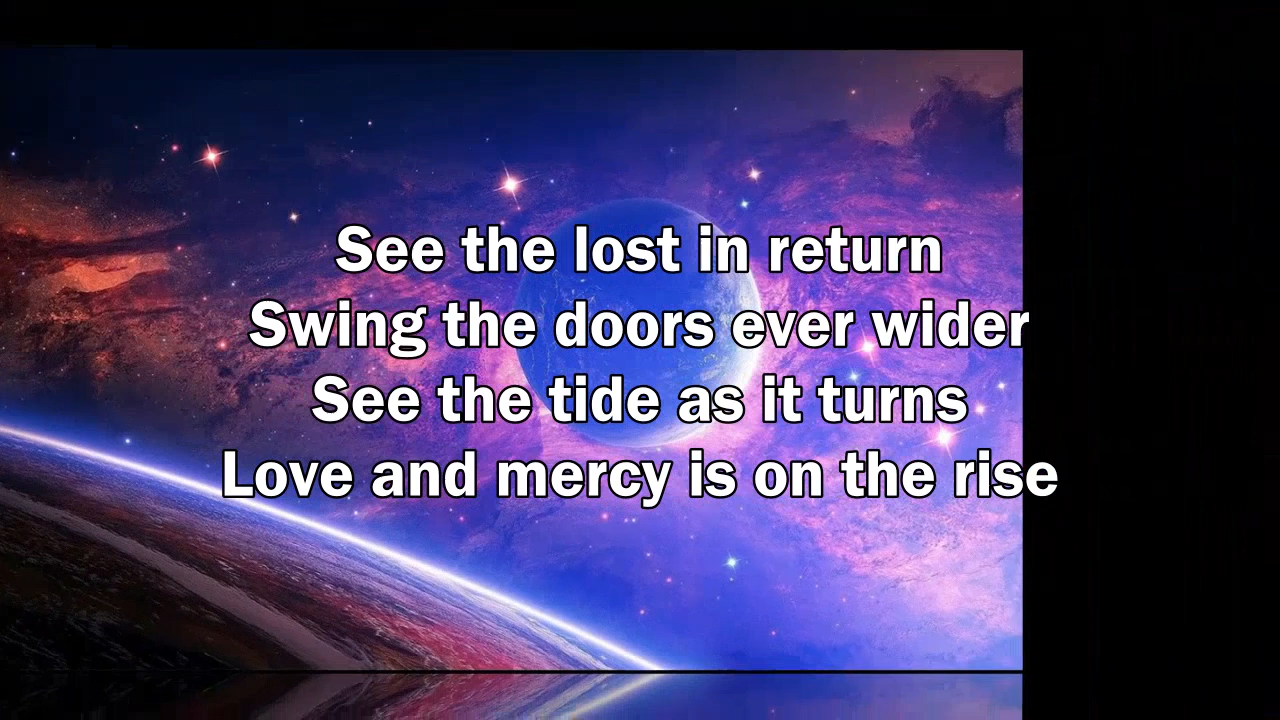 See the lost in return
Swing the doors ever wider
See the tide as it turns
Love and mercy is on the rise